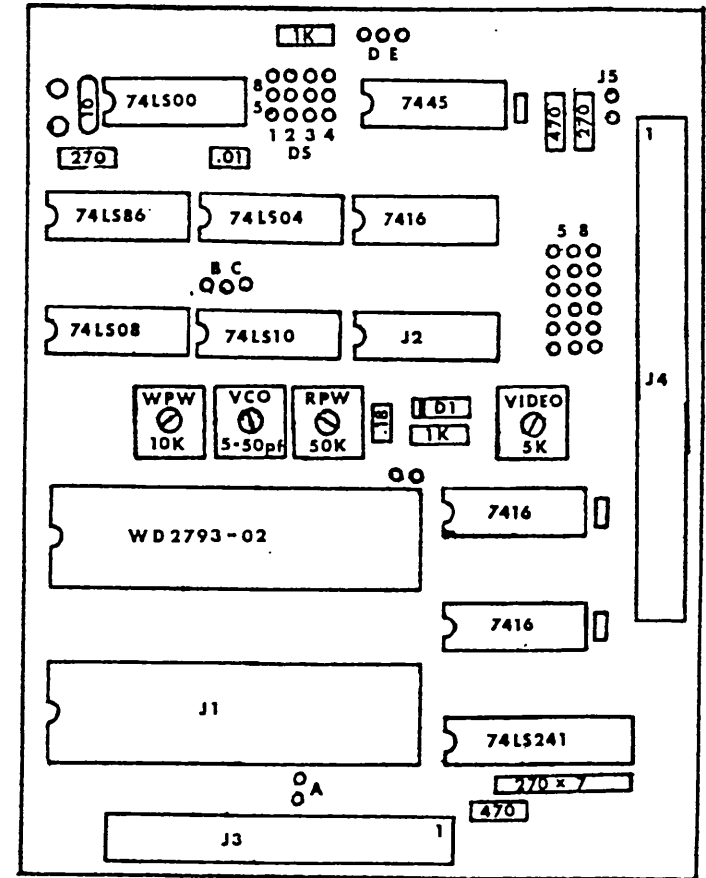 1K
D E
10
74LS00
8
5
1 2 3 4
DS
7445
470
270
J5
1
270
.01
74LS86
74LS04
7416
5 8
B C
74LS08
74LS10
J2
J4
WPW
10K
VCO
5-50pf
RPW
50K
.18
D1
1K
VIDEO
5K
WD2793-02
7416
7416
J1
74LS241
A
270 x 7
470
J3
1